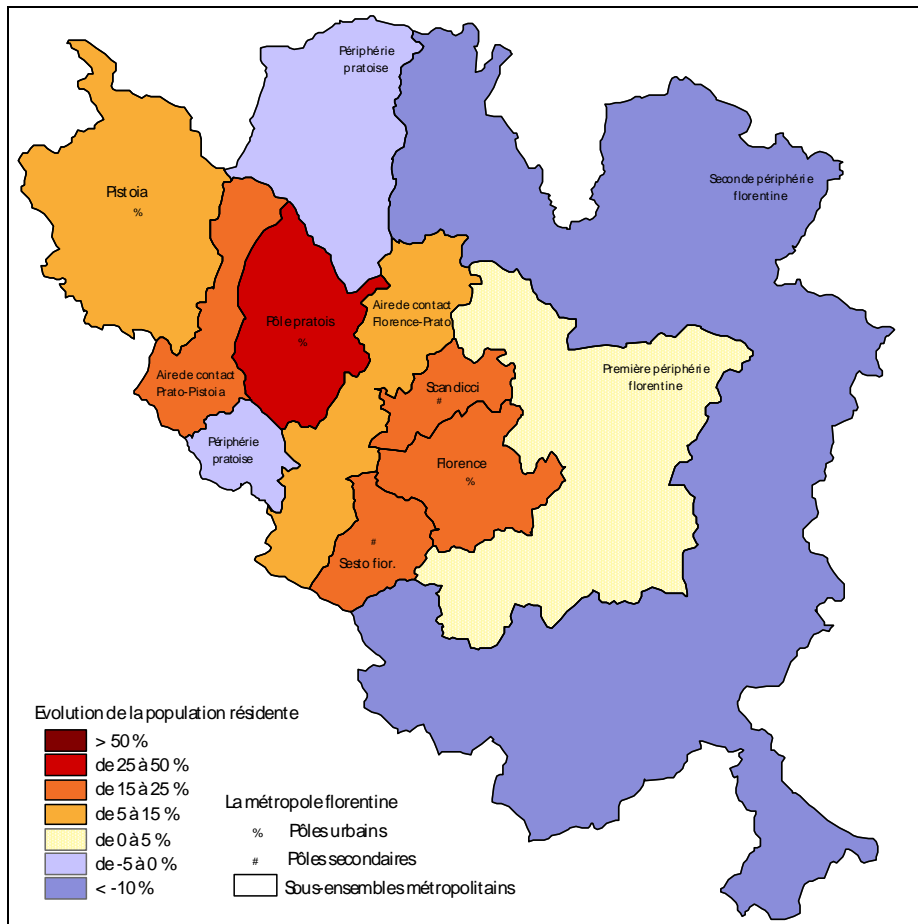 Périphérie
pratoise
Pistoia
%
Seconde périphérie
florentine
Aire de contact
Florence-Prato
Pôle pratois
%
Aire de contact
Prato-Pistoia
Première périphérie
florentine
Scandicci
#
Périphérie
pratoise
Florence
%
#
Sesto fior.
Evolution de la population résidente
> 50 %
de 25 à 50 %
de 15 à 25 %
de 5 à 15 %
de 0 à 5 %
de -5 à 0 %
< -10 %
La métropole florentine
% Pôles urbains
# Pôles secondaires
Sous-ensembles métropolitains